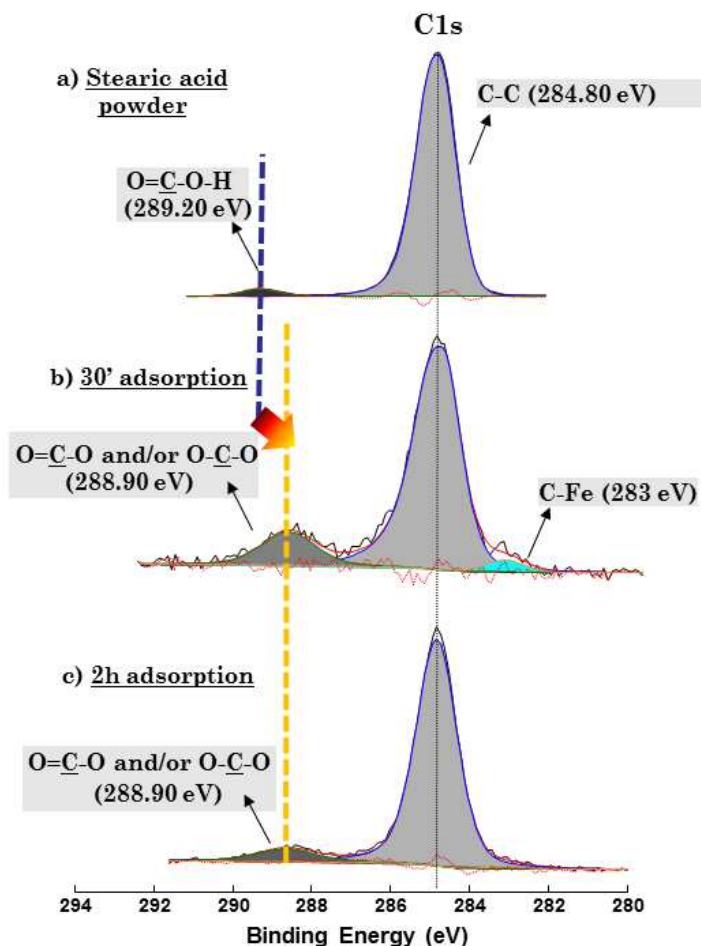 C1s
a) Stearic acid
powder
C-C (284.80 eV)
O=C-O-H
(289.20 eV)
b) 30’ adsorption
O=C-O and/or O-C-O
(288.90 eV)
C-Fe (283 eV)
c) 2h adsorption
O=C-O and/or O-C-O
(288.90 eV)
294 292 290 288 286 284 282 280
Binding Energy (eV)